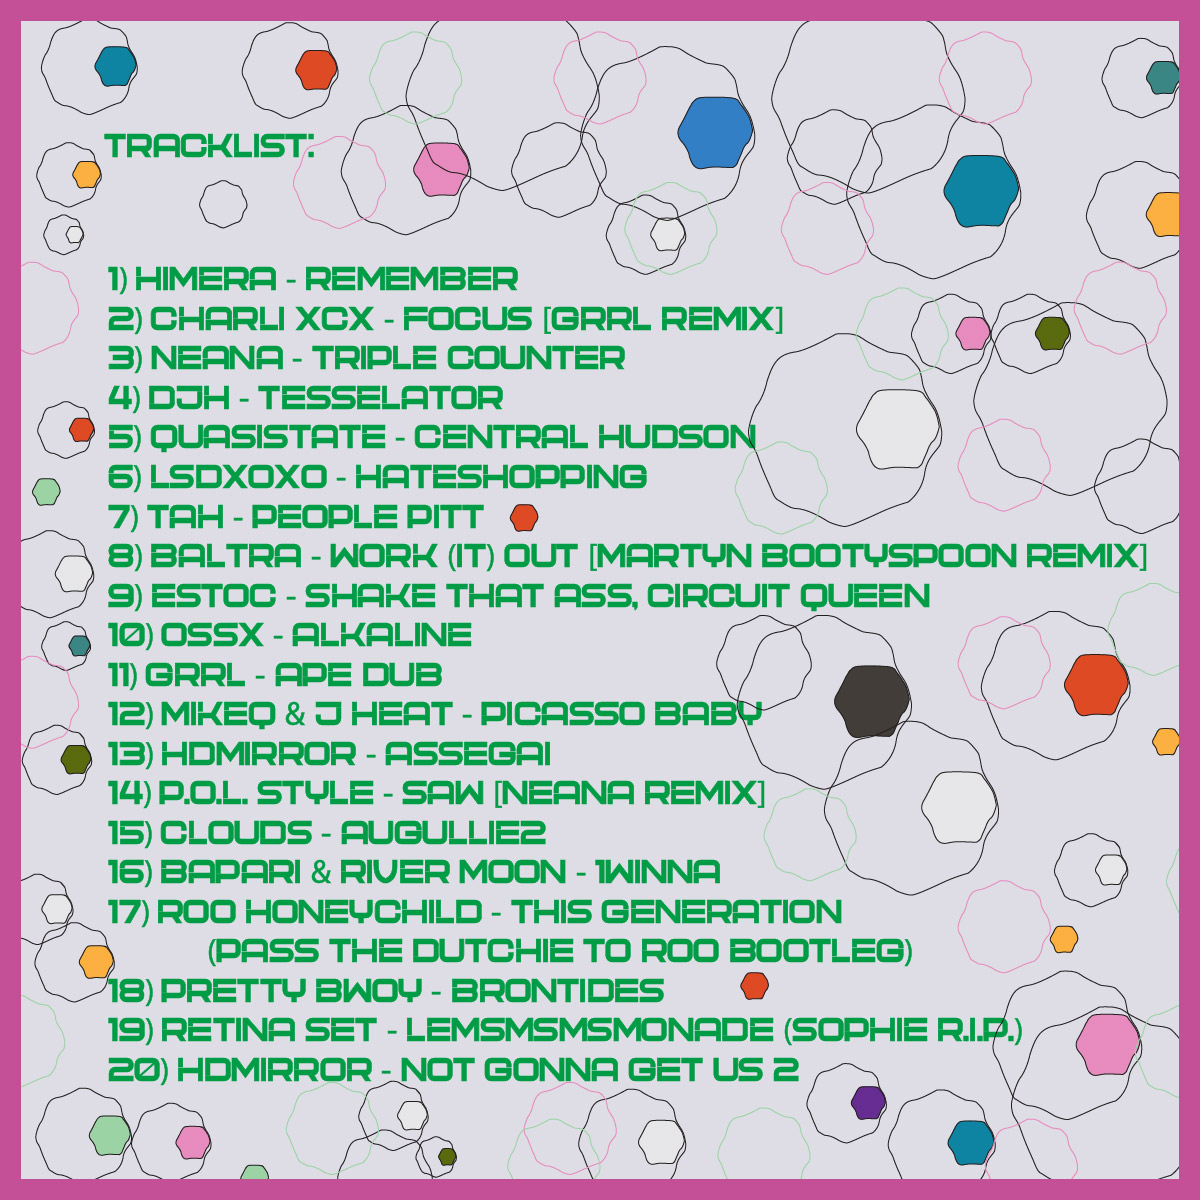 TRACKLIST:
1) HIMERA - REMEMBER
2) CHARLI XCX - FOCUS [GRRL REMIX]
3) NEANA - TRIPLE COUNTER
4) DJH - TESSELATOR
5) QUASISTATE - CENTRAL HUDSON
6) LSDXOXO - HATESHOPPING
7) TAH - PEOPLE PITT
8) BALTRA - WORK (IT) OUT [MARTYN BOOTYSPOON REMIX]
9) ESTOC - SHAKE THAT ASS, CIRCUIT QUEEN
10) OSSX - ALKALINE
11) GRRL - APE DUB
12) MIKEQ & J HEAT - PICASSO BABY
13) HDMIRROR - ASSEGAI
14) P.O.L. STYLE - SAW [NEANA REMIX]
15) CLOUDS - AUGULLIE2
16) BAPARI & RIVER MOON - 1WINNA
17) ROO HONEYCHILD - THIS GENERATION
(PASS THE DUTCHIE TO ROO BOOTLEG)
18) PRETTY BWOY - BRONTIDES
19) RETINA SET - LEMSMSMSMONADE (SOPHIE R.I.P.)
20) HDMIRROR - NOT GONNA GET US 2